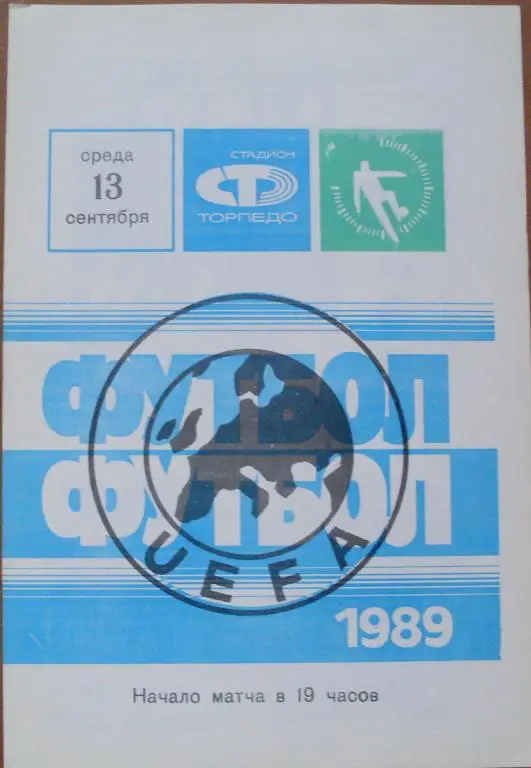 среда
13
сентября
СТАДИОН
СТ
ТОРПЕДО
ФУТБОЛ
ФУТБОЛ
UEFA
1989
Начало матча в 19 часов